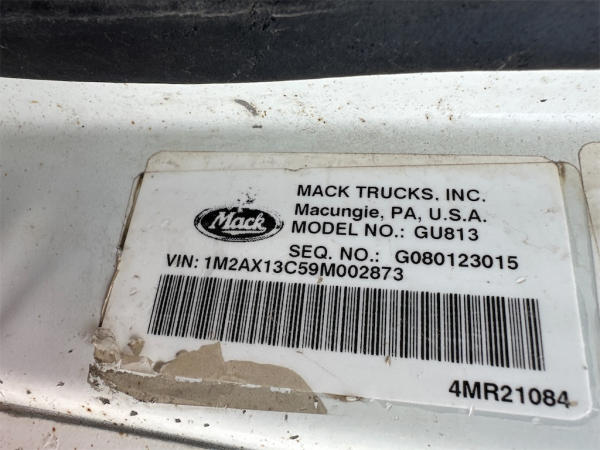 MACK TRUCKS, INC.
Macungie, PA, U.S.A.
MODEL NO.: GU813
Mack
SEQ. NO.: G080123015
VIN: 1M2AX13C59M002873
4MR21084